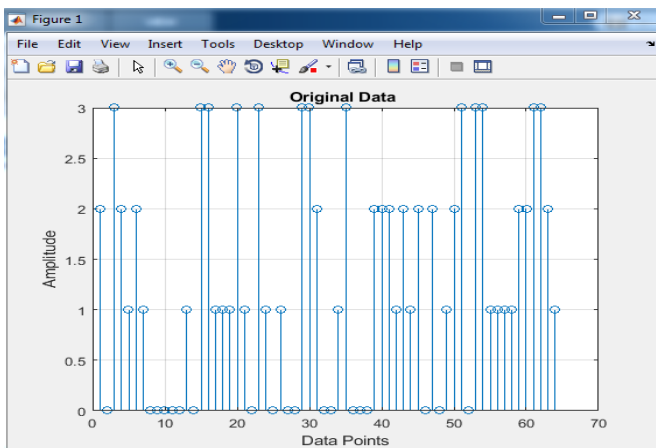 Figure 1
File Edit View Insert Tools Desktop Window Help
Original Data
3
2.5
2
1.5
1
0.5
0
Amplitude
0 10 20 30 40 50 60 70
Data Points